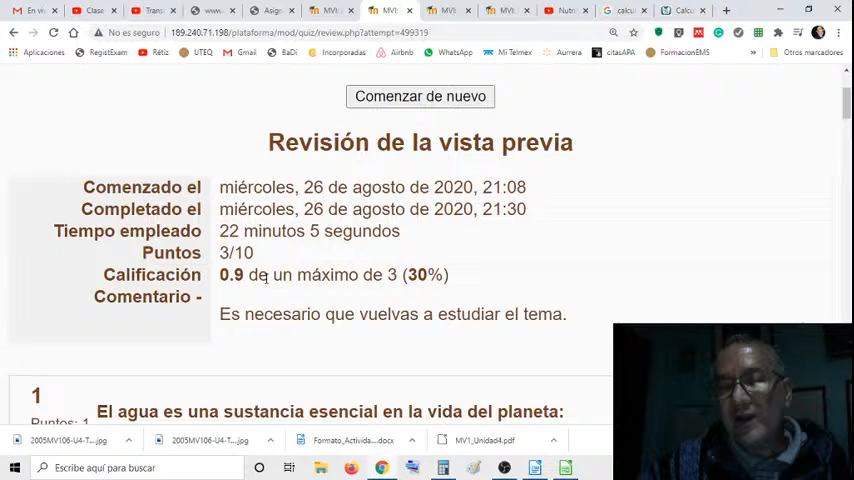 En vi
Clase
Trans
www.
Asign
MVI:
MVI:
MVI:
MVI:
Nutri
calcul
Calcu
No es seguro
189.240.71.198/plataforma/mod/quiz/review.php?attempt=499319
Aplicaciones
RegistExam
Rétiz
UTEQ
Gmail
BaDi
Incorporadas
Airbnb
WhatsApp
Mi Telmex
Aurrera
citasAPA
FormacionEMS
Otros marcadores
Comenzar de nuevo
Revisión de la vista previa
Comenzado el miércoles, 26 de agosto de 2020, 21:08
Completado el miércoles, 26 de agosto de 2020, 21:30
Tiempo empleado 22 minutos 5 segundos
Puntos 3/10
Calificación 0.9 de un máximo de 3 (30%)
Comentario -
Es necesario que vuelvas a estudiar el tema.
1
Puntos: 1
El agua es una sustancia esencial en la vida del planeta:
2005MV106-U4-T....jpg
2005MV106-U4-T....jpg
Formato_Activida....docx
MV1_Unidad4.pdf
Escribe aquí para buscar